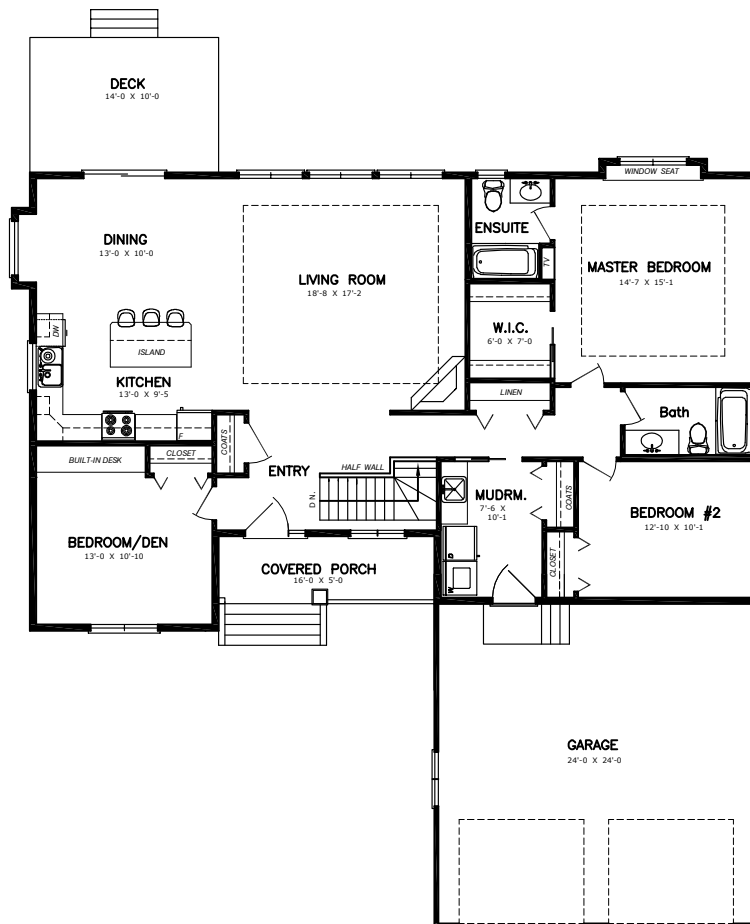 DECK
14'-0 X 10'-0
WINDOW SEAT
DINING
13'-0 X 10'-0
LIVING ROOM
18'-8 X 17'-2
ENSUITE
TV
MASTER BEDROOM
14'-7 X 15'-1
W.I.C.
6'-0 X 7'-0
DW
ISLAND
KITCHEN
13'-0 X 9'-5
LINEN
Bath
F
COATS
BUILT-IN DESK
CLOSET
ENTRY
HALF WALL
DN.
MUDRM.
7'-6 X
10'-1
COATS
BEDROOM #2
12'-10 X 10'-1
BEDROOM/DEN
13'-0 X 10'-10
COVERED PORCH
16'-0 X 5'-0
CLOSET
W
GARAGE
24'-0 X 24'-0